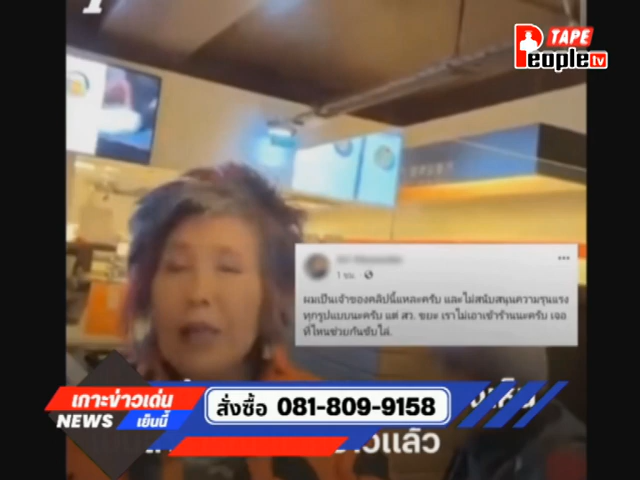 TAPE
People tv
1 ชม.
ผมเป็นเจ้าของคลิปนี้แหละครับ และไม่สนับสนุนความรุนแรง
ทุกรูปแบบนะครับ แต่ สว. ขยะ เราไม่เอาเข้าร้านนะครับ เจอ
ที่ไหนช่วยกันขับไล่.
เกาะข่าวเด่น
NEWS เย็นนี้
สั่งซื้อ 081-809-9158
แล้ว